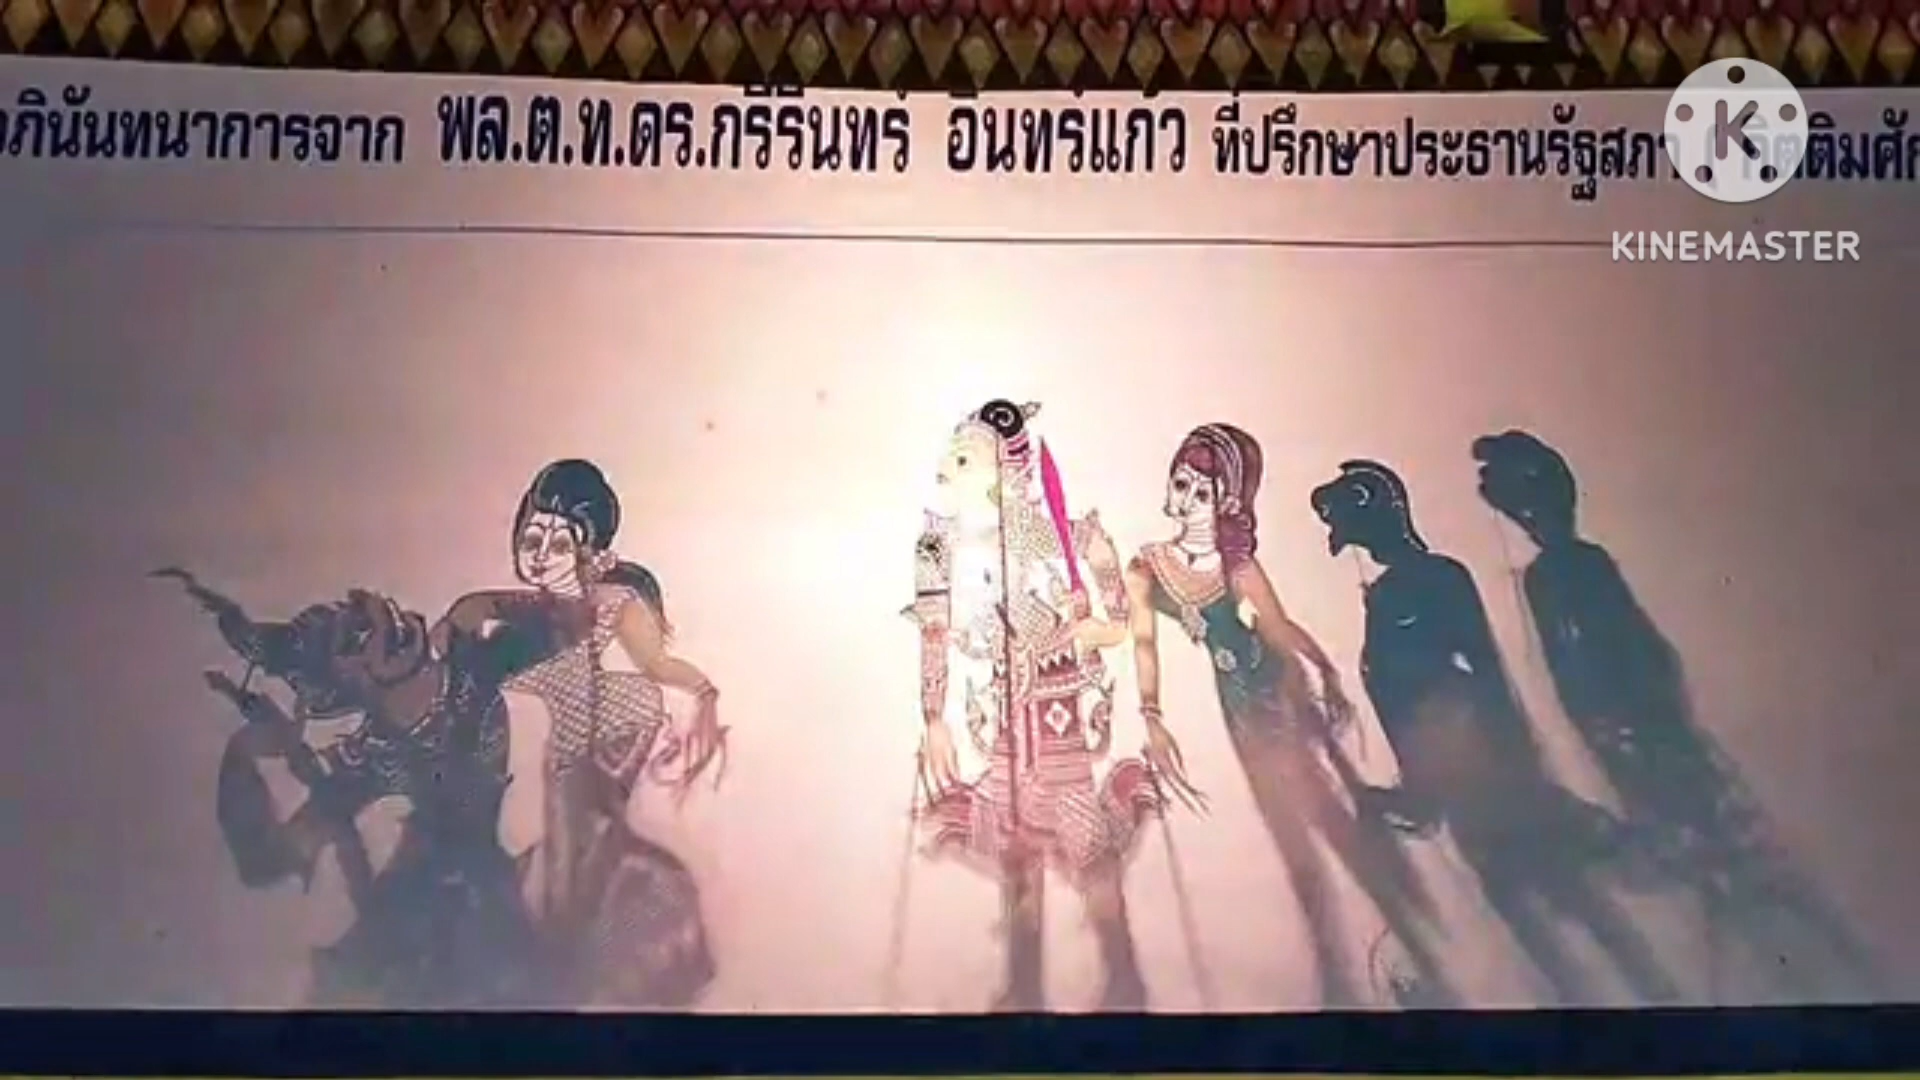 อภินันทนาการจาก พล.ต.ท.ดร.กรีรินทร์ อินทร์แก้ว ที่ปรึกษาประธานรัฐสภา
K
KINEMASTER